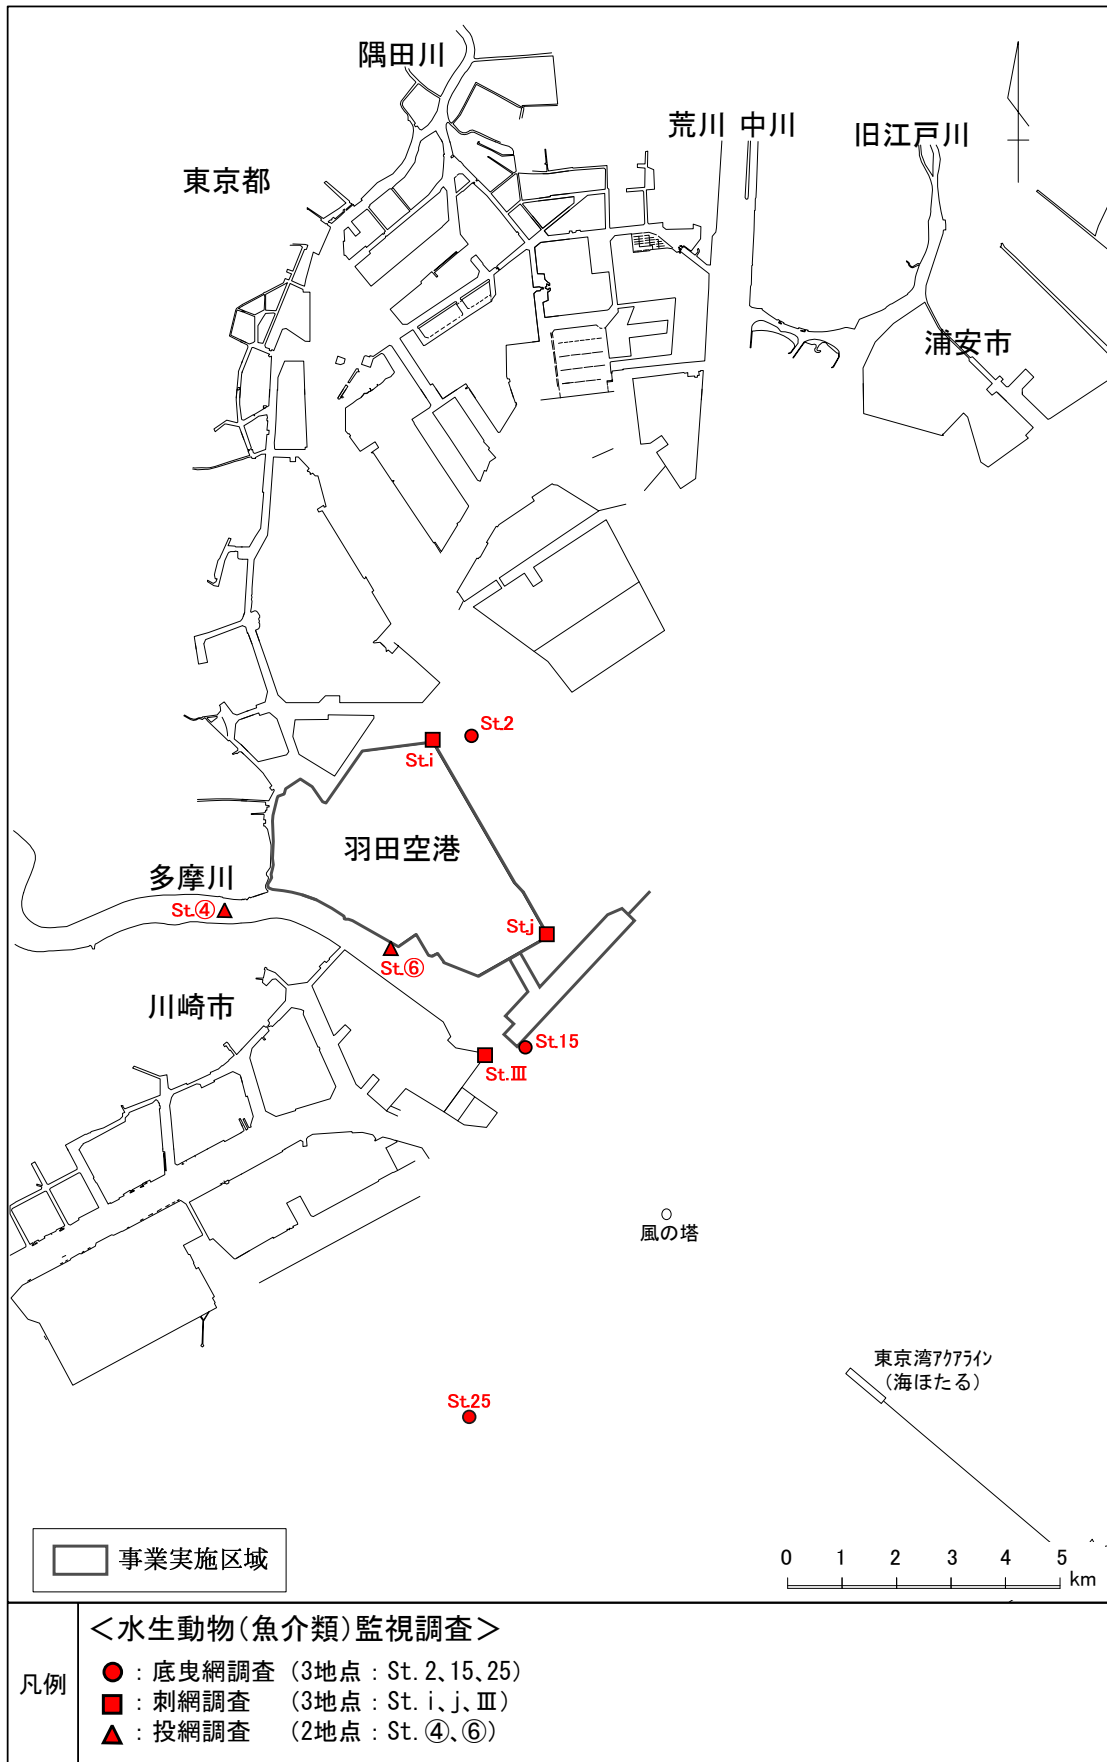 隅田川
荒川 中川
旧江戸川
東京都
浦安市
St.2
St.i
羽田空港
多摩川
St.④
St.j
St.⑥
川崎市
St.15
St.Ⅲ
風の塔
東京湾アクアライン
(海ほたる)
St.25
事業実施区域
0 1 2 3 4 5
km
凡例
<水生動物(魚介類)監視調査>
：底曳網調査 (3地点：St.2、15、25)
：刺網調査 (3地点：St.i、j、Ⅲ)
：投網調査 (2地点：St.④、⑥)